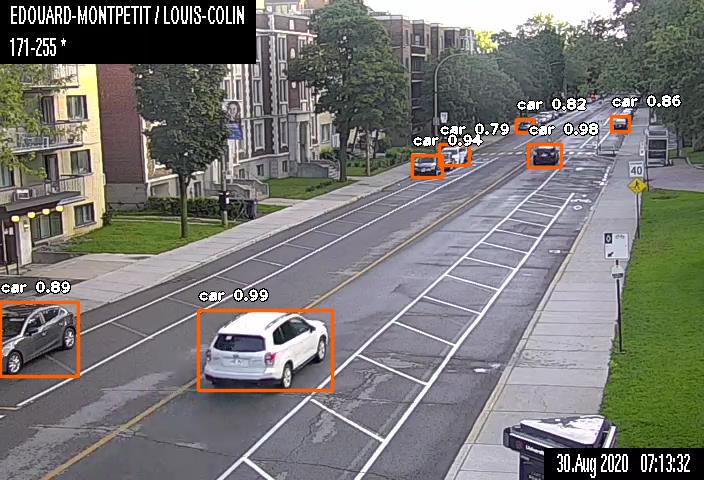 EDOUARD-MONTPETIT / LOUIS-COLIN
171-255 *
car 0.82
car 0.86
car 0.79
car 0.98
car 0.94
40
car 0.89
car 0.99
30.Aug 2020 07:13:32